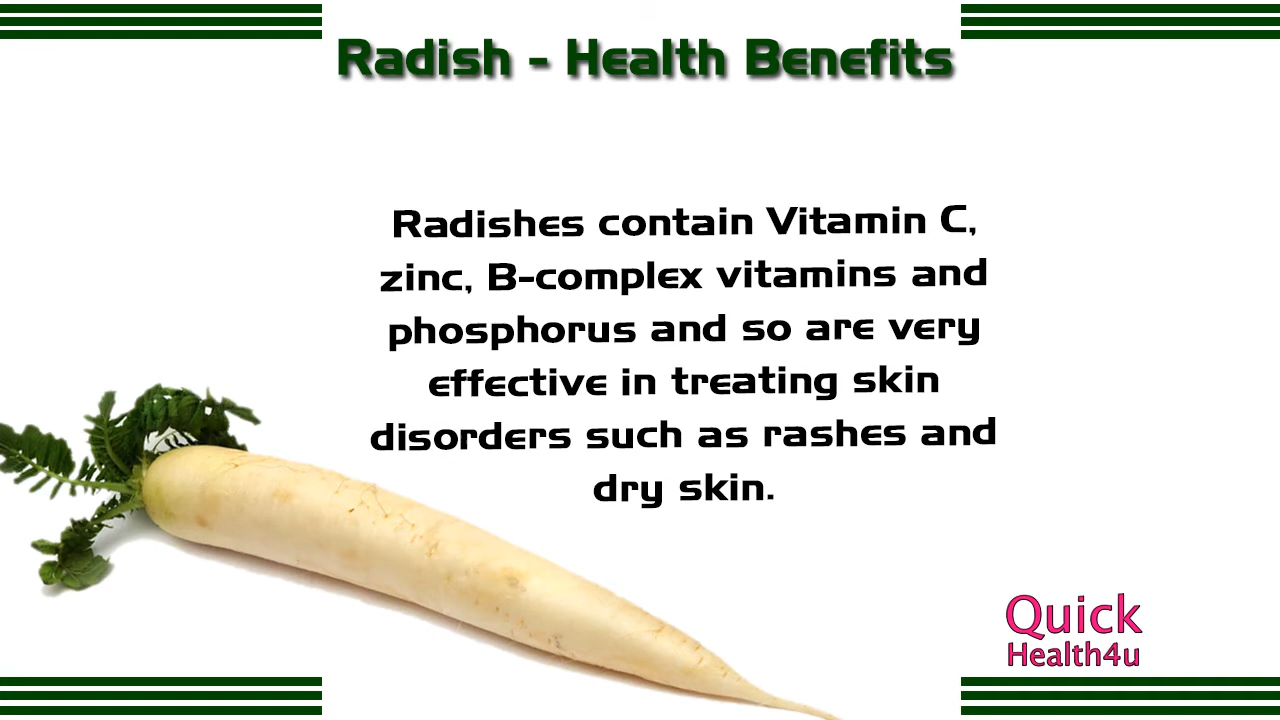 Radish - Health Benefits
Radishes contain Vitamin C,
zinc, B-complex vitamins and
phosphorus and so are very
effective in treating skin
disorders such as rashes and
dry skin.
Quick
Health4u